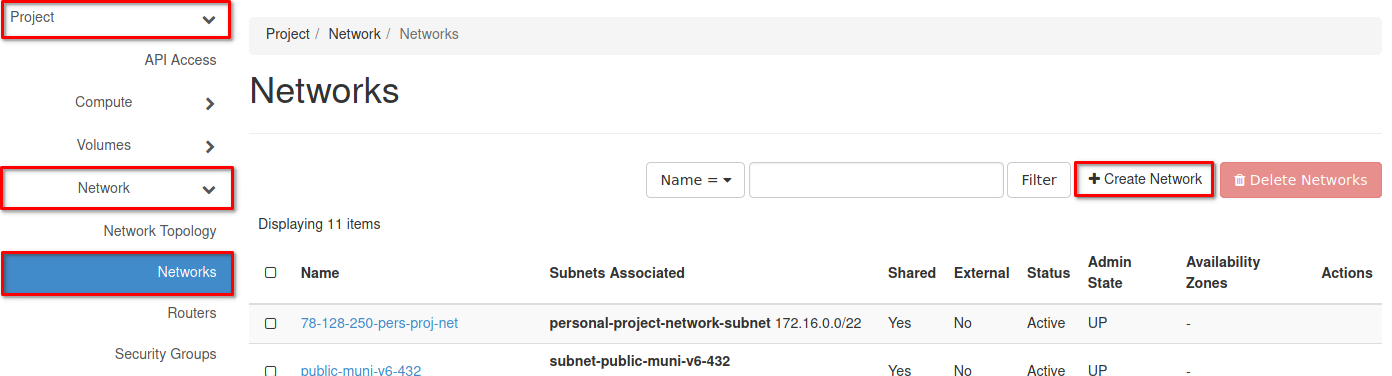 Project
API Access
Compute
Volumes
Network
Network Topology
Networks
Routers
Security Groups
Project / Network / Networks
Networks
Name = Filter Create Network Delete Networks
Displaying 11 items
Name Subnets Associated Shared External Status Admin State Availability Zones Actions
78-128-250-pers-proj-net personal-project-network-subnet 172.16.0.0/22 Yes No Active UP -
subnet-public-muni-v6-432
public-muni-v6-432 Yes No Active UP -